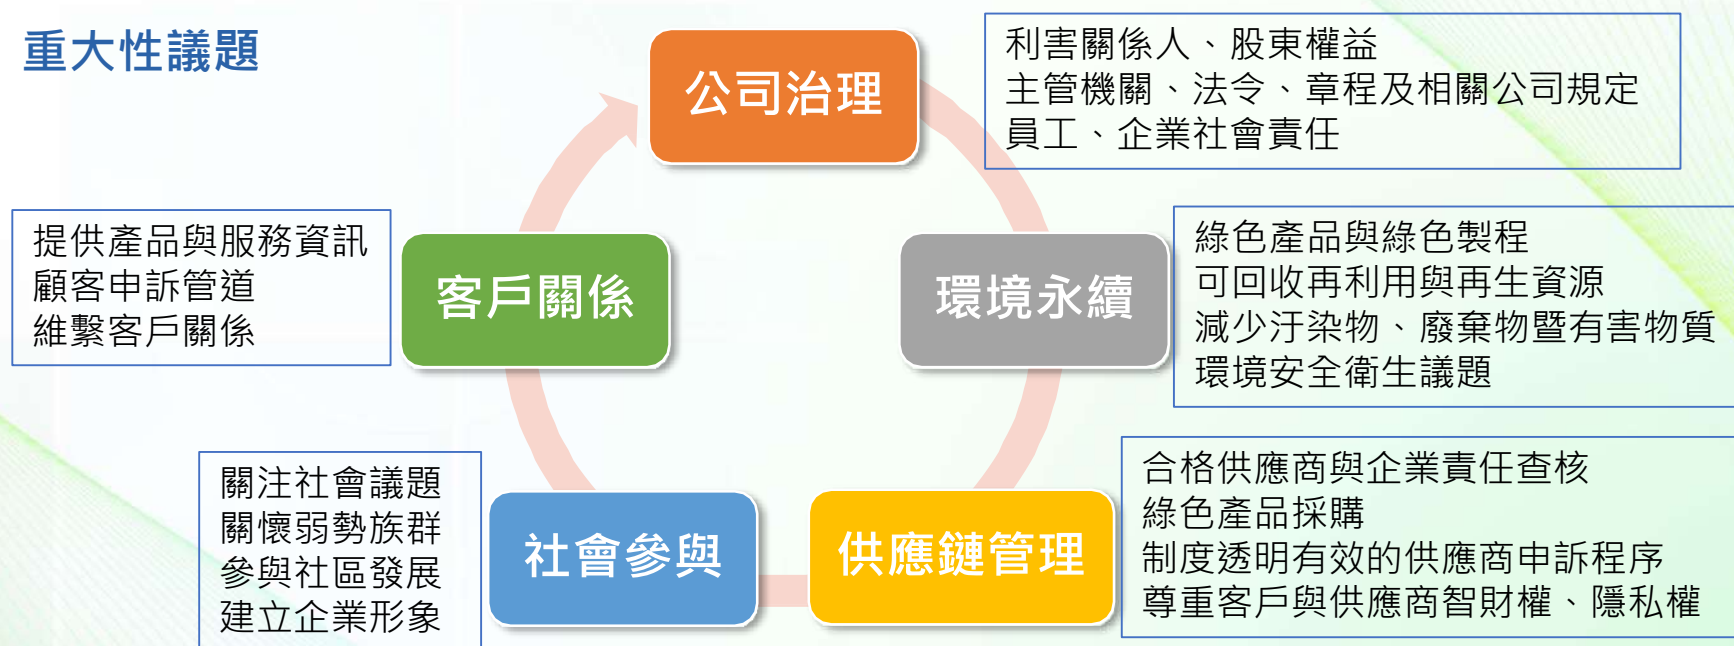 重大性議題
公司治理
利害關係人、股東權益
主管機關、法令、章程及相關公司規定
員工、企業社會責任
環境永續
綠色產品與綠色製程
可回收再利用與再生資源
減少汙染物、廢棄物暨有害物質
環境安全衛生議題
供應鏈管理
合格供應商與企業責任查核
綠色產品採購
制度透明有效的供應商申訴程序
尊重客戶與供應商智財權、隱私權
社會參與
關注社會議題
關懷弱勢族群
參與社區發展
建立企業形象
客戶關係
提供產品與服務資訊
顧客申訴管道
維繫客戶關係